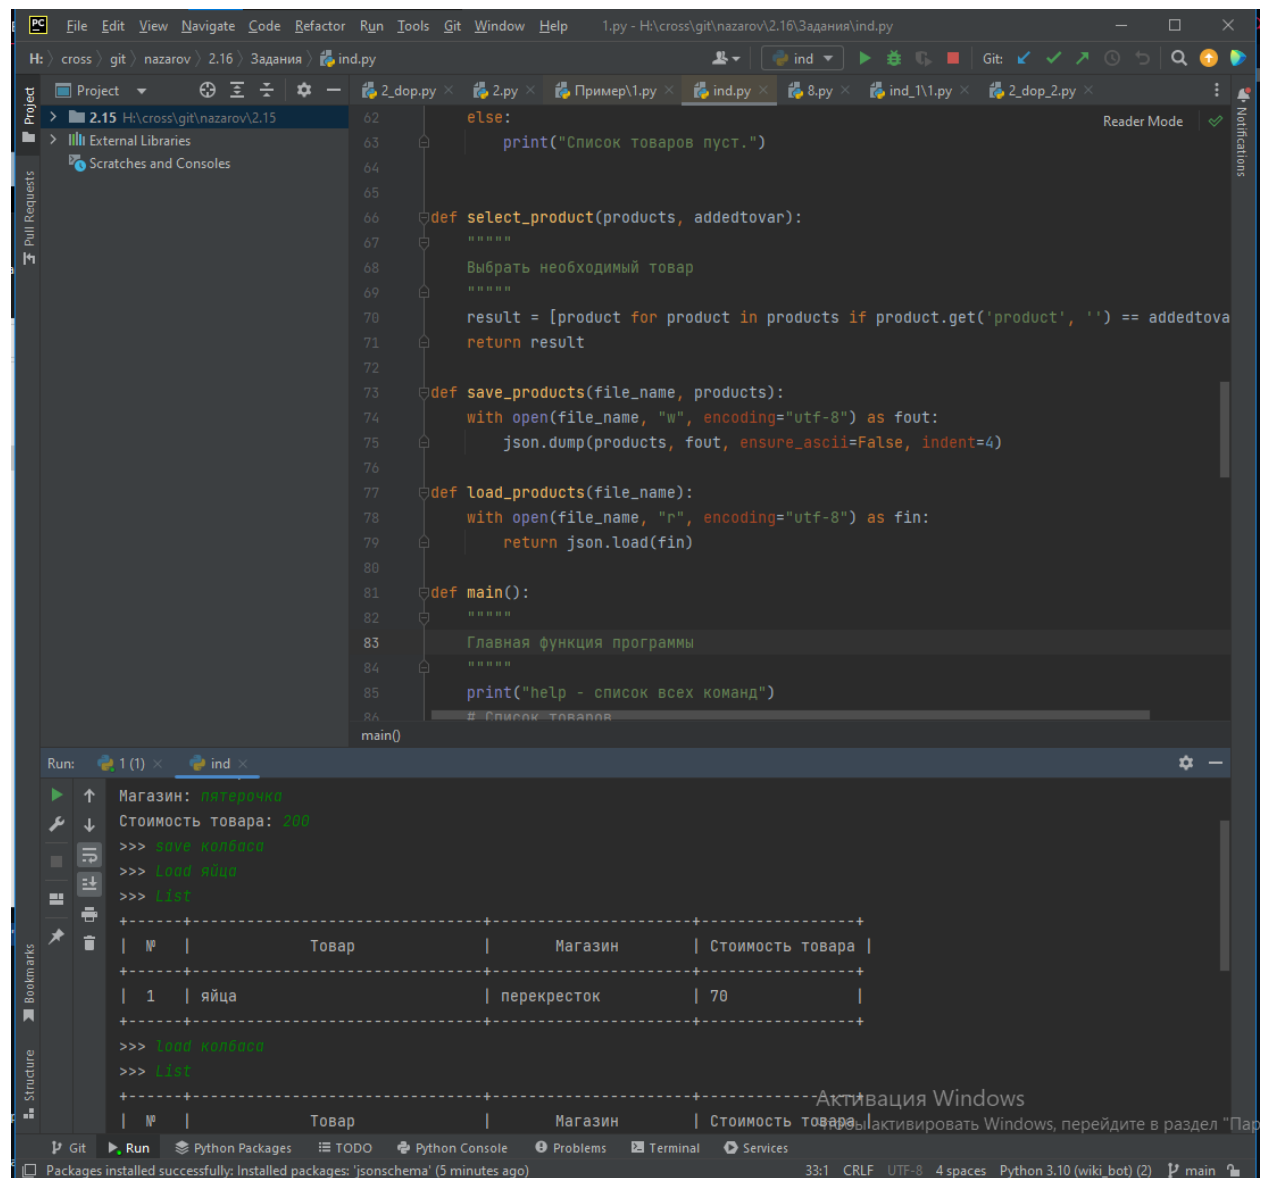 PC File Edit View Navigate Code Refactor Run Tools Git Window Help 1.py - H:\cross\git\nazarov\2.16\Задания\ind.py
H: cross git nazarov 2.16 Задания ind.py ind Git:
Project 2_dop.py 2.py Пример\1.py ind.py 8.py ind_1\1.py 2_dop_2.py
2.15 H:\cross\git\nazarov\2.15
External Libraries
Scratches and Consoles
Project
Pull Requests
Bookmarks
Structure
Reader Mode
Notifications
62 else:
63 print("Список товаров пуст.")
64
65
66 def select_product(products, addedtovar):
67 """""
68 Выбрать необходимый товар
69 """""
70 result = [product for product in products if product.get('product', '') == addedtova
71 return result
72
73 def save_products(file_name, products):
74 with open(file_name, "w", encoding="utf-8") as fout:
75 json.dump(products, fout, ensure_ascii=False, indent=4)
76
77 def load_products(file_name):
78 with open(file_name, "r", encoding="utf-8") as fin:
79 return json.load(fin)
80
81 def main():
82 """""
83 Главная функция программы
84 """""
85 print("help - список всех команд")
86 # Список товаров
main()
Run: 1 (1) ind
Магазин: пятерочка
Стоимость товара: 200
>>> save колбаса
>>> Load яйца
>>> List
+------+--------------------------------+----------------------+-----------------+
| № | Товар | Магазин | Стоимость товара |
+------+--------------------------------+----------------------+-----------------+
| 1 | яйца | перекресток | 70 |
+------+--------------------------------+----------------------+-----------------+
>>> load колбаса
>>> List
+------+--------------------------------+----------------------+-----------------+
| № | Товар | Магазин | Стоимость товара |
Активация Windows
Чтобы активировать Windows, перейдите в раздел "Пар
Git Run Python Packages TODO Python Console Problems Terminal Services
Packages installed successfully: Installed packages: 'jsonschema' (5 minutes ago) 33:1 CRLF UTF-8 4 spaces Python 3.10 (wiki_bot) (2) main